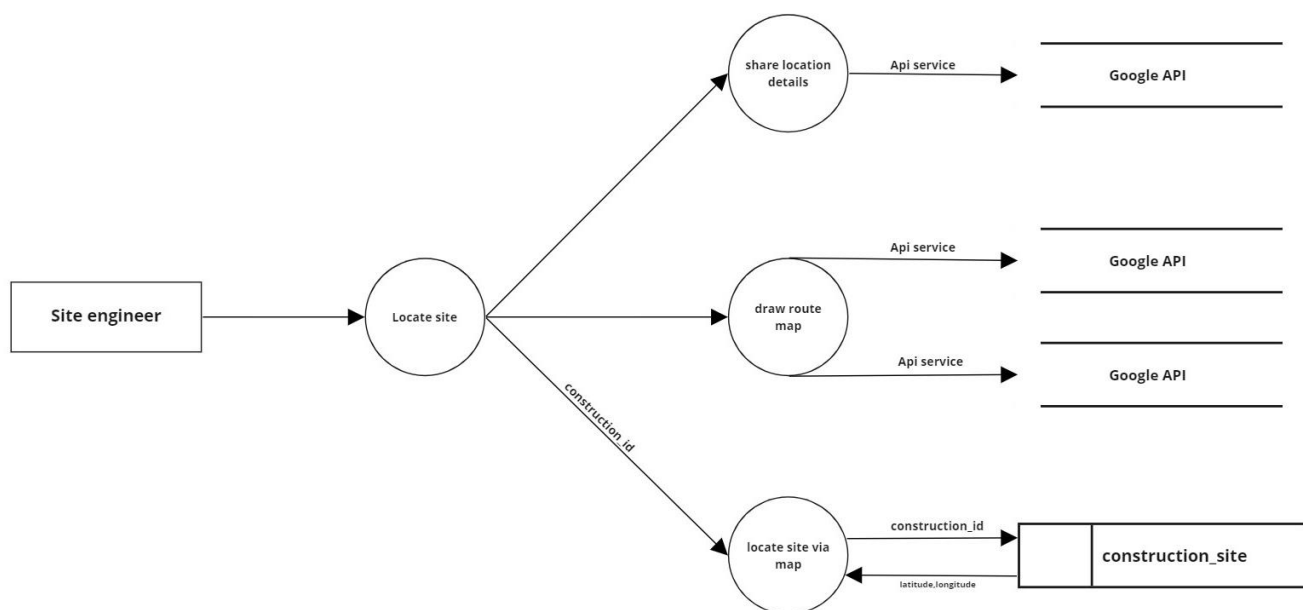 share location
details
Api service
Google API
Api service
Google API
Site engineer
Locate site
draw route
map
Api service
Google API
construction_id
locate site via
map
construction_id
construction_site
latitude,longitude